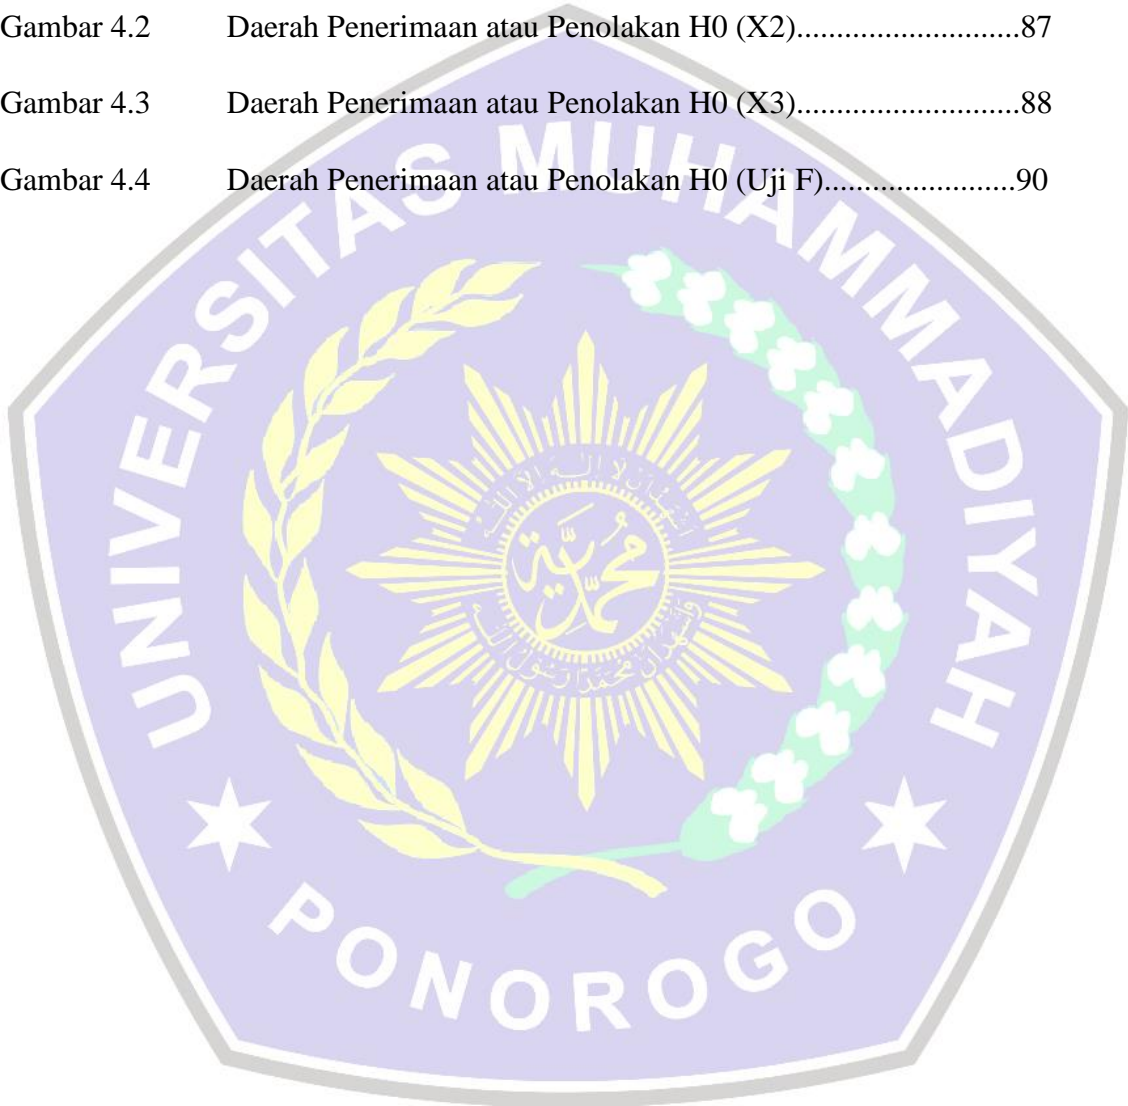 Gambar 4.2 Daerah Penerimaan atau Penolakan H0 (X2)............................87
Gambar 4.3 Daerah Penerimaan atau Penolakan H0 (X3)............................88
Gambar 4.4 Daerah Penerimaan atau Penolakan H0 (Uji F)........................90
UNIVERSITAS MUHAMMADIYAH
PONOROGO
محمدية